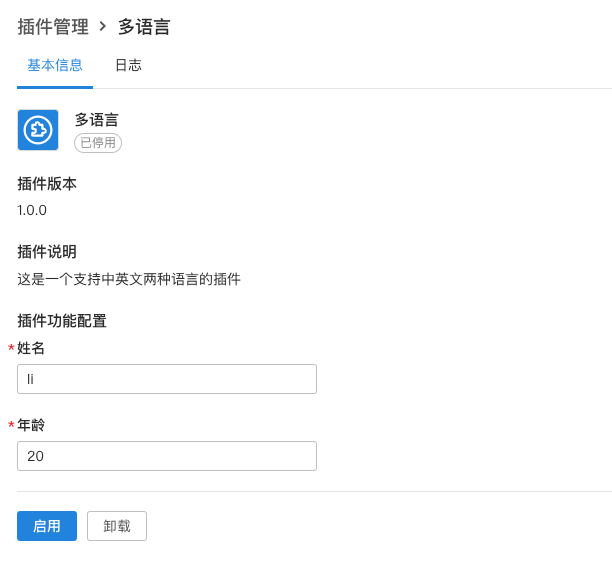 插件管理 > 多语言
基本信息 日志
多语言
已停用
插件版本
1.0.0
插件说明
这是一个支持中英文两种语言的插件
插件功能配置
*姓名
li
*年龄
20
启用 卸载